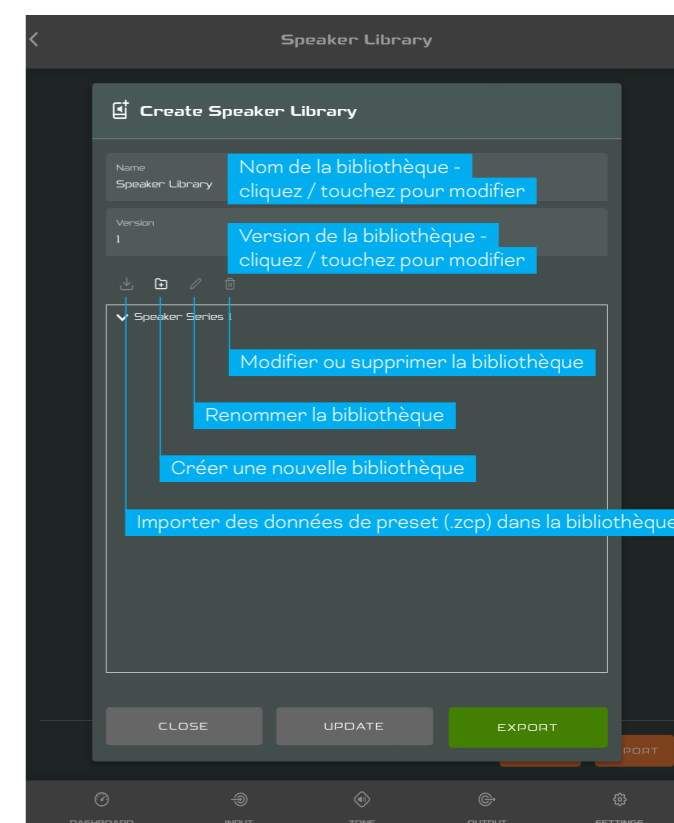 Speaker Library
Create Speaker Library
Name
Speaker Library
Nom de la bibliothèque -
cliquez / touchez pour modifier
Version
1
Version de la bibliothèque -
cliquez / touchez pour modifier
Speaker Series 1
Modifier ou supprimer la bibliothèque
Renommer la bibliothèque
Créer une nouvelle bibliothèque
Importer des données de preset (.zcp) dans la bibliothèque
CLOSE
UPDATE
EXPORT
PORT
DASHBOARD
INPUT
ZONE
OUTPUT
SETTINGS